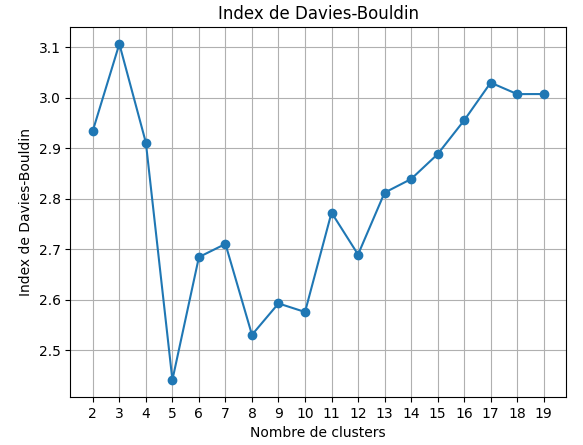 Index de Davies-Bouldin
Index de Davies-Bouldin
3.1
3.0
2.9
2.8
2.7
2.6
2.5
2 3 4 5 6 7 8 9 10 11 12 13 14 15 16 17 18 19
Nombre de clusters